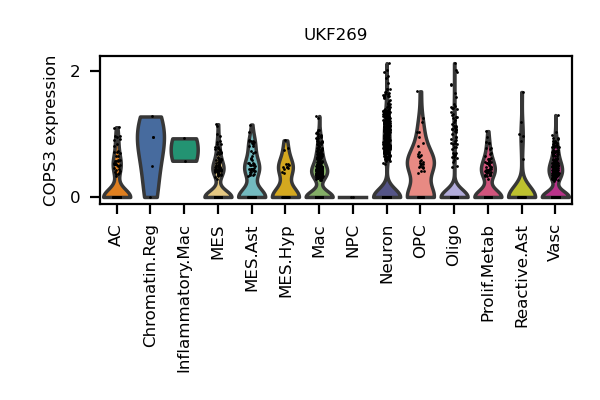 UKF269
COPS3 expression
2
0
AC
Chromatin.Reg
Inflammatory.Mac
MES
MES.Ast
MES.Hyp
Mac
NPC
Neuron
OPC
Oligo
Prolif.Metab
Reactive.Ast
Vasc